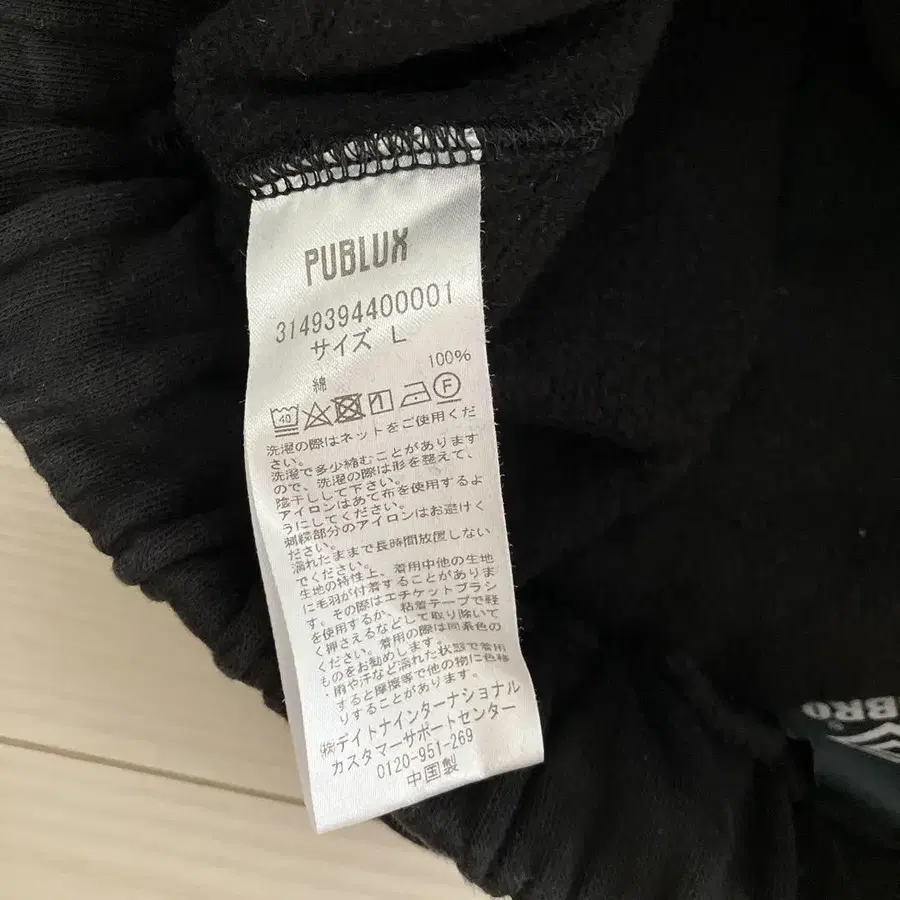 PUBLUX
3149394400001
サイズ L
綿 100%
40 F
洗濯の際はネットをご使用くだ
さい。
洗濯で多少縮むことがあります
ので、洗濯の際は形を整えて、
陰干しして下さい。
アイロンはあて布を使用するよ
うにしてください。
刺繍部分のアイロンはお避けく
ださい。
濡れたままで長時間放置しない
でください。
生地の特性上、着用中他の生地
に毛羽が付着することがありま
す。その際はエチケットブラシ
を使用するか、粘着テープで軽
く押さえるなどして取り除いて
ください。着用の際は同系色の
ものをお勧めします。
・雨や汗など濡れた状態で着用
すると摩擦等で他の物に色移
りすることがあります。
㈱デイトナインターナショナル
カスタマーサポートセンター
0120-951-269
中国製
BRO